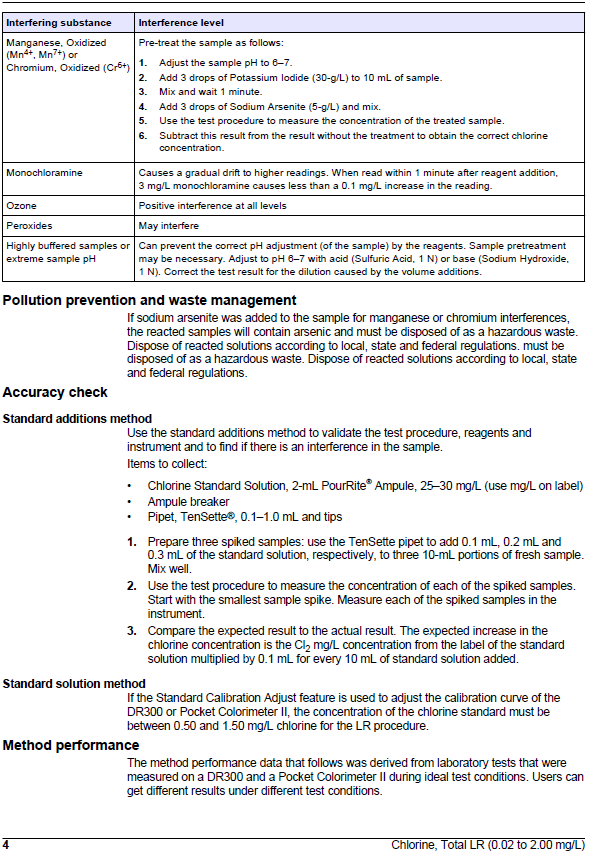 Interfering substance Interference level
Manganese, Oxidized
(Mn4+, Mn7+) or
Chromium, Oxidized (Cr6+)
Pre-treat the sample as follows:
1. Adjust the sample pH to 6–7.
2. Add 3 drops of Potassium Iodide (30-g/L) to 10 mL of sample.
3. Mix and wait 1 minute.
4. Add 3 drops of Sodium Arsenite (5-g/L) and mix.
5. Use the test procedure to measure the concentration of the treated sample.
6. Subtract this result from the result without the treatment to obtain the correct chlorine
concentration.
Monochloramine Causes a gradual drift to higher readings. When read within 1 minute after reagent addition,
3 mg/L monochloramine causes less than a 0.1 mg/L increase in the reading.
Ozone Positive interference at all levels
Peroxides May interfere
Highly buffered samples or
extreme sample pH
Can prevent the correct pH adjustment (of the sample) by the reagents. Sample pretreatment
may be necessary. Adjust to pH 6–7 with acid (Sulfuric Acid, 1 N) or base (Sodium Hydroxide,
1 N). Correct the test result for the dilution caused by the volume additions.
Pollution prevention and waste management
If sodium arsenite was added to the sample for manganese or chromium interferences,
the reacted samples will contain arsenic and must be disposed of as a hazardous waste.
Dispose of reacted solutions according to local, state and federal regulations. must be
disposed of as a hazardous waste. Dispose of reacted solutions according to local, state
and federal regulations.
Accuracy check
Standard additions method
Use the standard additions method to validate the test procedure, reagents and
instrument and to find if there is an interference in the sample.
Items to collect:
• Chlorine Standard Solution, 2-mL PourRite® Ampule, 25–30 mg/L (use mg/L on label)
• Ampule breaker
• Pipet, TenSette®, 0.1–1.0 mL and tips
1. Prepare three spiked samples: use the TenSette pipet to add 0.1 mL, 0.2 mL and
0.3 mL of the standard solution, respectively, to three 10-mL portions of fresh sample.
Mix well.
2. Use the test procedure to measure the concentration of each of the spiked samples.
Start with the smallest sample spike. Measure each of the spiked samples in the
instrument.
3. Compare the expected result to the actual result. The expected increase in the
chlorine concentration is the Cl2 mg/L concentration from the label of the standard
solution multiplied by 0.1 mL for every 10 mL of standard solution added.
Standard solution method
If the Standard Calibration Adjust feature is used to adjust the calibration curve of the
DR300 or Pocket Colorimeter II, the concentration of the chlorine standard must be
between 0.50 and 1.50 mg/L chlorine for the LR procedure.
Method performance
The method performance data that follows was derived from laboratory tests that were
measured on a DR300 and a Pocket Colorimeter II during ideal test conditions. Users can
get different results under different test conditions.
4 Chlorine, Total LR (0.02 to 2.00 mg/L)